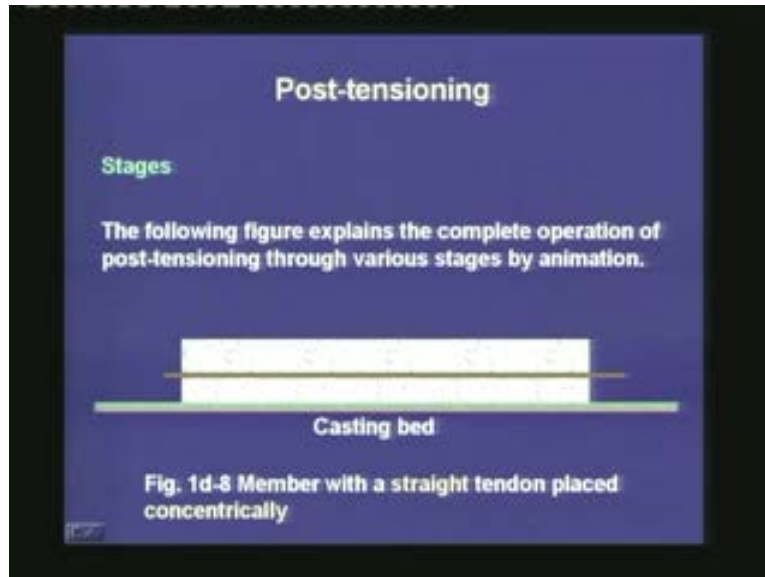 Post-tensioning
Stages
The following figure explains the complete operation of
post-tensioning through various stages by animation.
Casting bed
Fig. 1d-8 Member with a straight tendon placed
concentrically